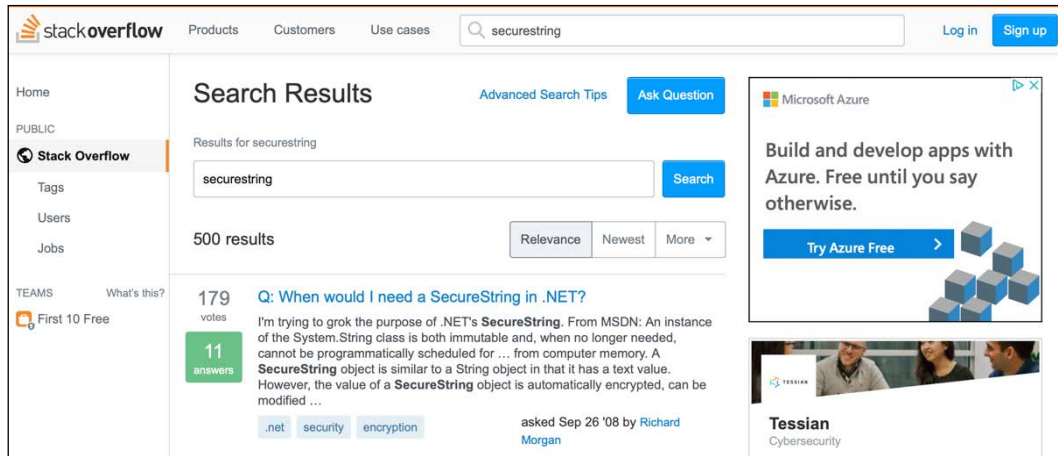 stackoverflow Products Customers Use cases securestring Log in Sign up
Home
PUBLIC
Stack Overflow
Tags
Users
Jobs
TEAMS What's this?
First 10 Free
Search Results Advanced Search Tips Ask Question
Results for securestring
securestring Search
500 results Relevance Newest More
179
votes
11
answers
Q: When would I need a SecureString in .NET?
I'm trying to grok the purpose of .NET's SecureString. From MSDN: An instance
of the System.String class is both immutable and, when no longer needed,
cannot be programmatically scheduled for … from computer memory. A
SecureString object is similar to a String object in that it has a text value.
However, the value of a SecureString object is automatically encrypted, can be
modified …
.net security encryption
asked Sep 26 '08 by Richard
Morgan
Microsoft Azure
Build and develop apps with
Azure. Free until you say
otherwise.
Try Azure Free
TESSIAN
Tessian
Cybersecurity